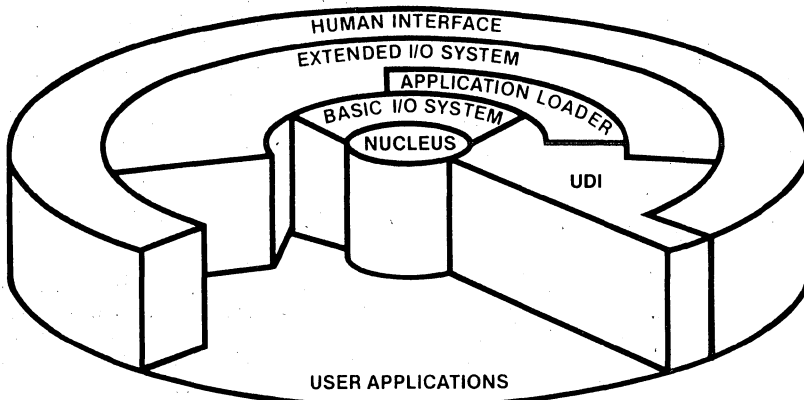 HUMAN INTERFACE
EXTENDED I/O SYSTEM
APPLICATION LOADER
BASIC I/O SYSTEM
NUCLEUS
UDI
USER APPLICATIONS